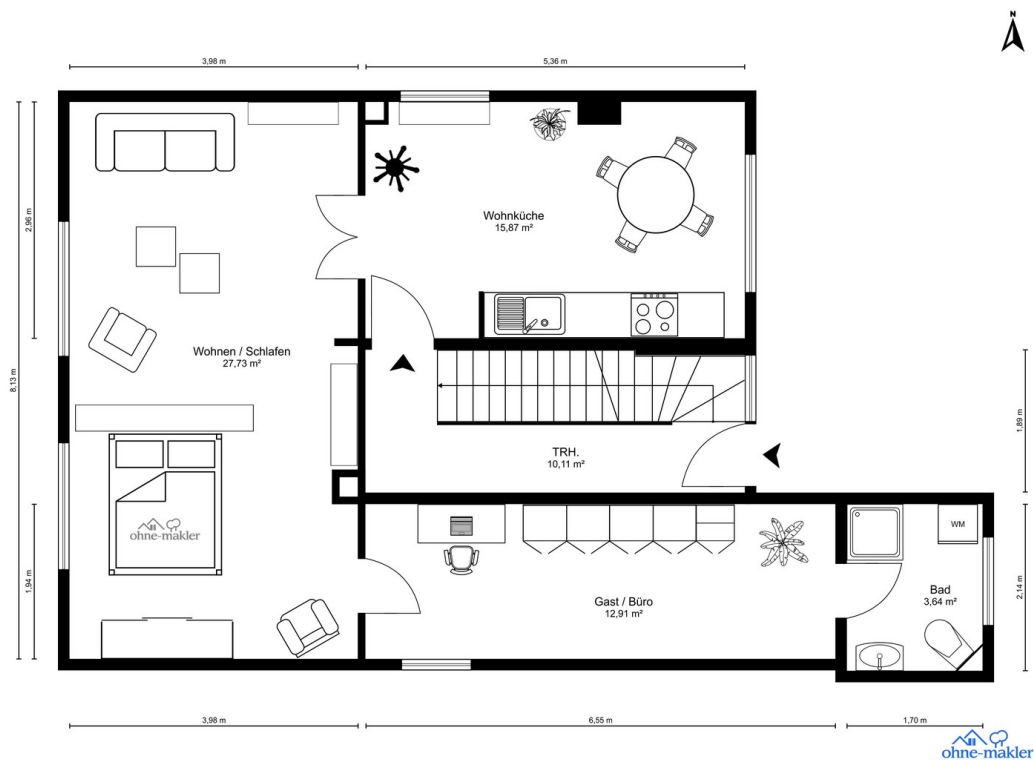 N
3,98 m
5,36 m
2,96 m
8,13 m
1,94 m
Wohnküche
15,87 m²
Wohnen / Schlafen
27,73 m²
TRH.
10,11 m²
1,89 m
ohne-makler
WM
Gast / Büro
12,91 m²
Bad
3,64 m²
2,14 m
3,98 m
6,55 m
1,70 m
ohne-makler